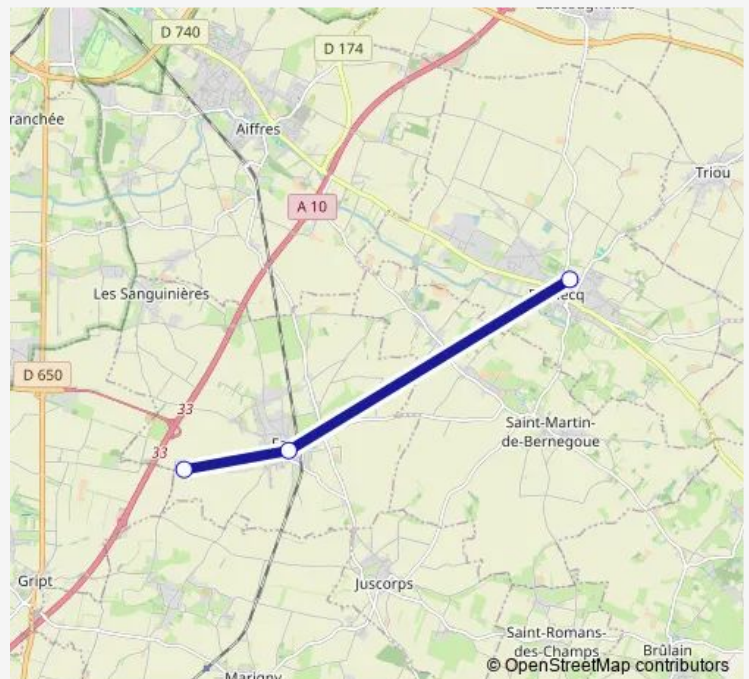 D 740
D 174
ranchée
Aiffres
Triou
A 10
Les Sanguinières
D 650
33
33
Saint-Martin-
de-Bernegoue
Gript
Juscorps
Saint-Romans-
des-Champs
Brûlain
© OpenStreetMap contributors